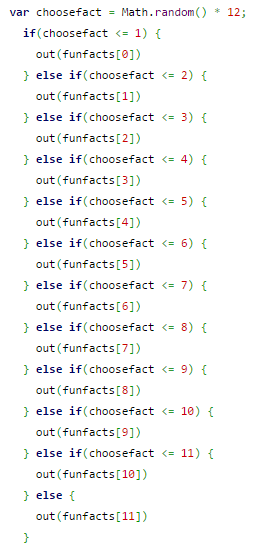 var choosefact = Math.random() * 12;
if(choosefact <= 1) {
out(funfacts[0])
} else if(choosefact <= 2) {
out(funfacts[1])
} else if(choosefact <= 3) {
out(funfacts[2])
} else if(choosefact <= 4) {
out(funfacts[3])
} else if(choosefact <= 5) {
out(funfacts[4])
} else if(choosefact <= 6) {
out(funfacts[5])
} else if(choosefact <= 7) {
out(funfacts[6])
} else if(choosefact <= 8) {
out(funfacts[7])
} else if(choosefact <= 9) {
out(funfacts[8])
} else if(choosefact <= 10) {
out(funfacts[9])
} else if(choosefact <= 11) {
out(funfacts[10])
} else {
out(funfacts[11])
}